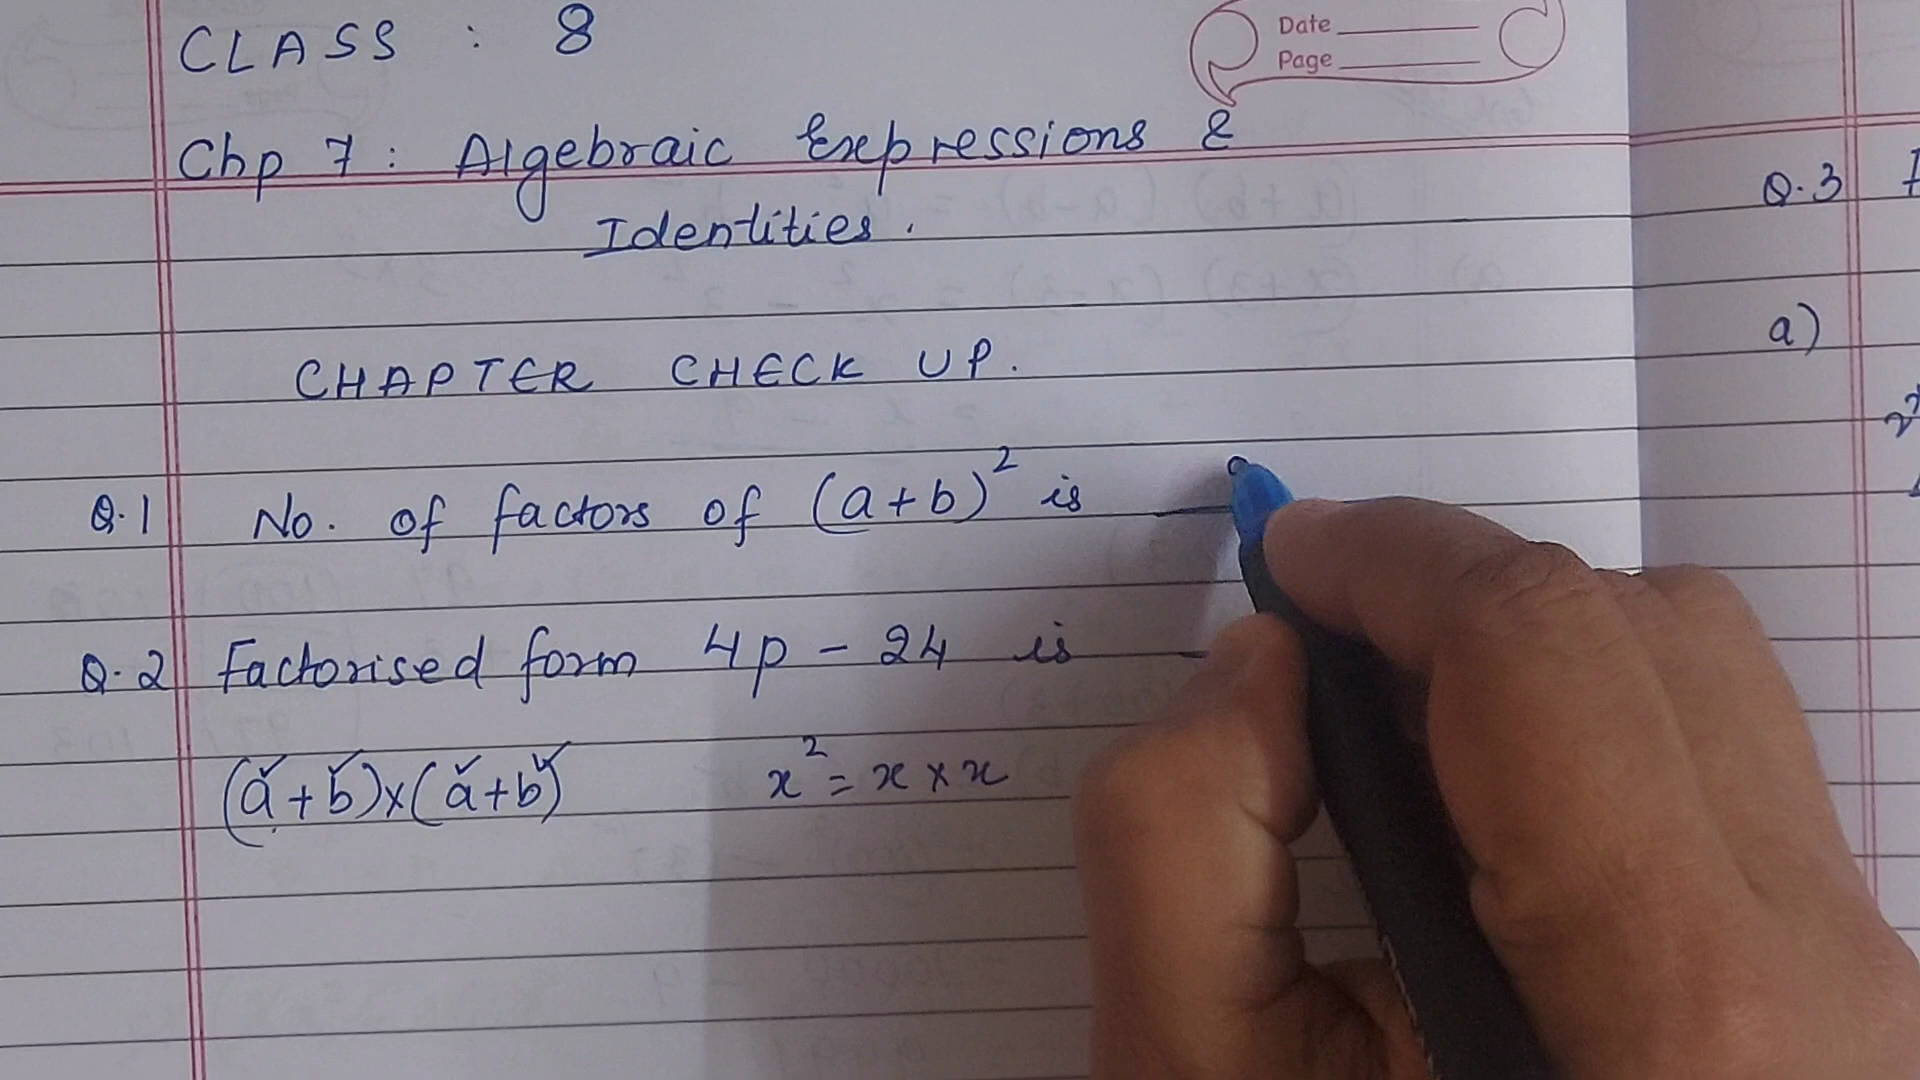 CLASS : 8
Date
Page
Chp 7 : Algebraic Expressions &
Identities.
CHAPTER CHECK UP.
Q.1 No. of factors of (a+b)² is
Q.2 Factorised form 4p - 24 is
(a+b)x(a+b) x² = x × x
Q.3
a)